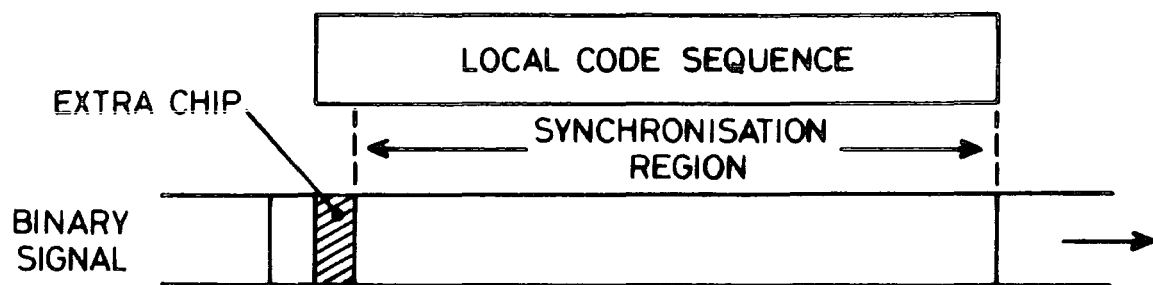 LOCAL CODE SEQUENCE
EXTRA CHIP
SYNCHRONISATION
REGION
BINARY
SIGNAL